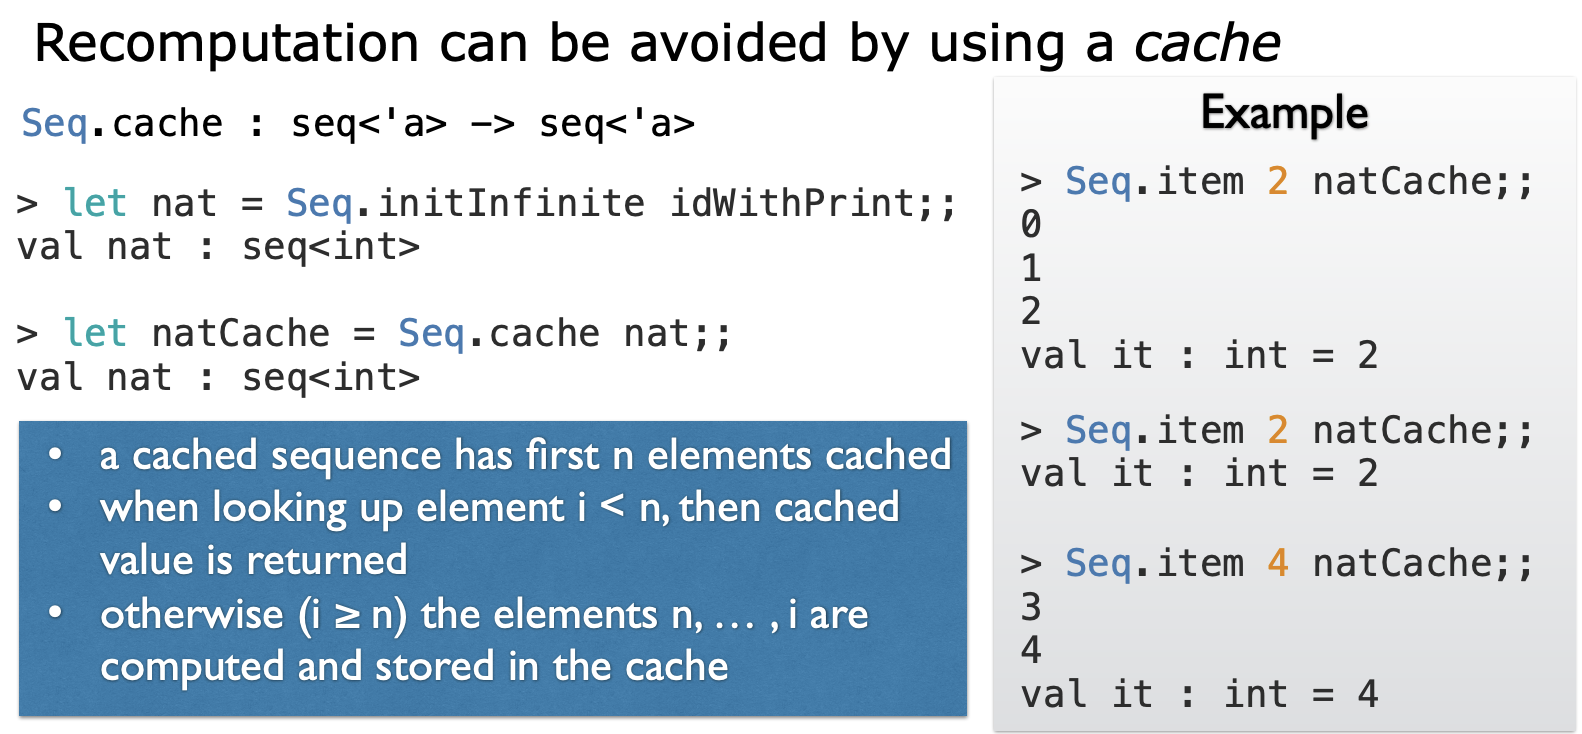 Recomputation can be avoided by using a cache
Seq.cache : seq<'a> -> seq<'a>
> let nat = Seq.initInfinite idWithPrint;;
val nat : seq<int>
> let natCache = Seq.cache nat;;
val nat : seq<int>
• a cached sequence has first n elements cached
• when looking up element i < n, then cached
value is returned
• otherwise (i ≥ n) the elements n, … , i are
computed and stored in the cache
Example
> Seq.item 2 natCache;;
0
1
2
val it : int = 2
> Seq.item 2 natCache;;
val it : int = 2
> Seq.item 4 natCache;;
3
4
val it : int = 4